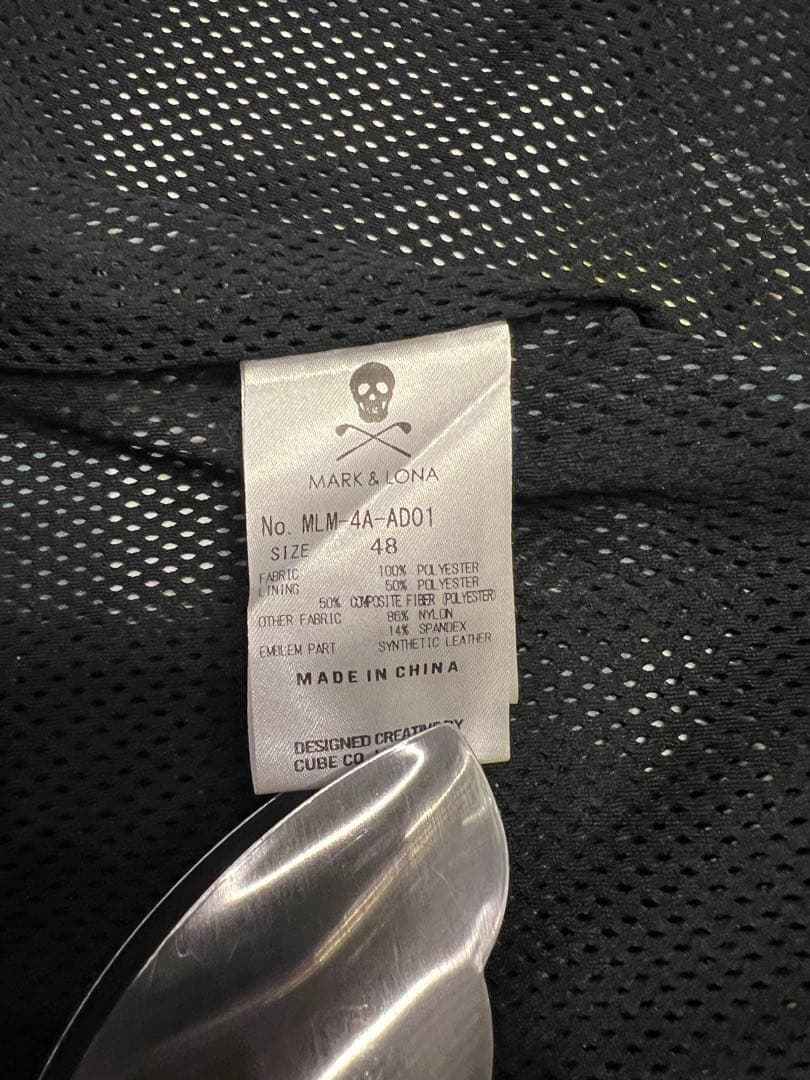 MARK & LONA
No. MLM-4A-AD01
SIZE 48
FABRIC 100% POLYESTER
LINING 50% POLYESTER
50% COMPOSITE FIBER (POLYESTER)
OTHER FABRIC 86% NYLON
14% SPANDEX
EMBLEM PART SYNTHETIC LEATHER
MADE IN CHINA
DESIGNED CREATIVE BY
CUBE CO.